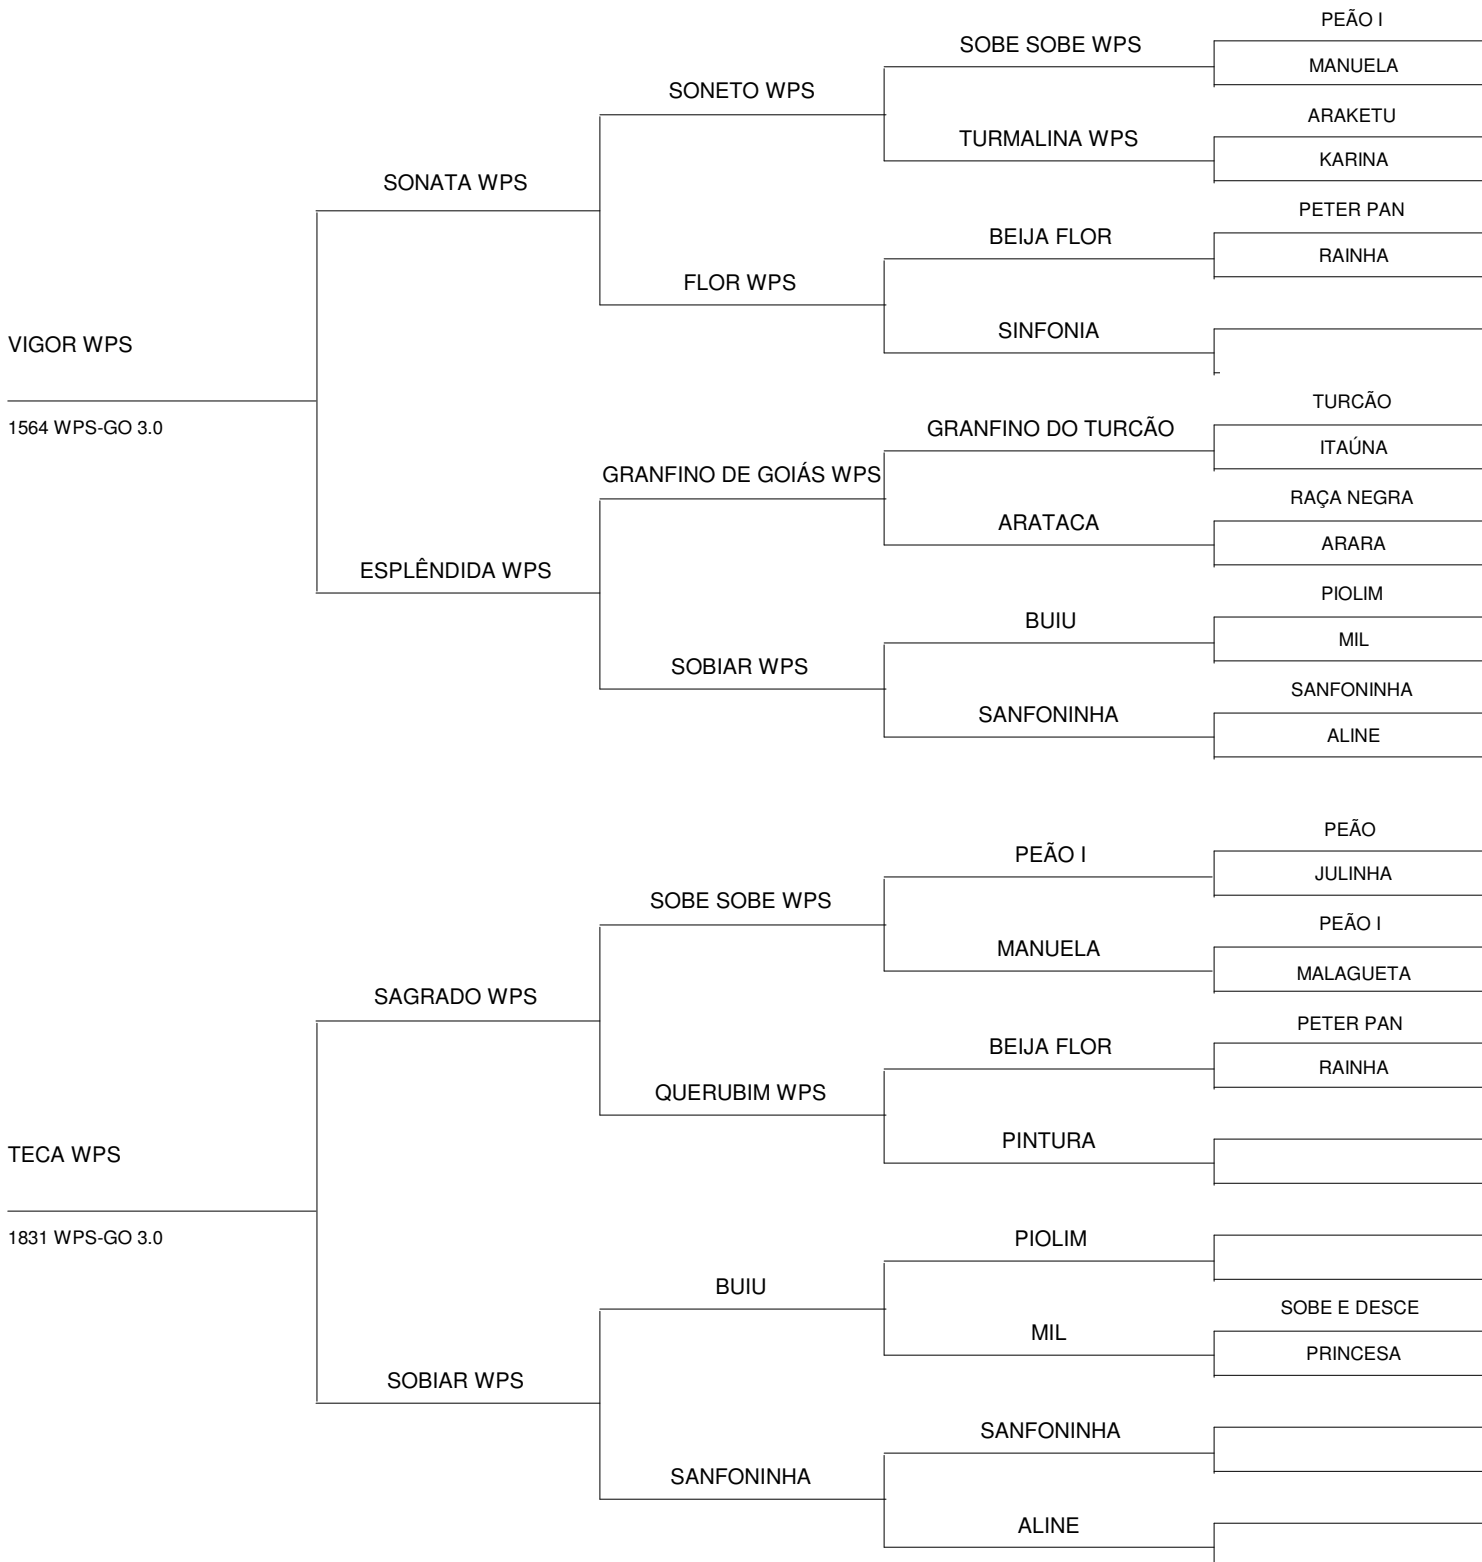 PEÃO I
SOBE SOBE WPS
MANUELA
SONETO WPS
ARAKETU
TURMALINA WPS
KARINA
SONATA WPS
PETER PAN
BEIJA FLOR
RAINHA
FLOR WPS
SINFONIA
VIGOR WPS
TURCÃO
1564 WPS-GO 3.0
GRANFINO DO TURCÃO
ITAÚNA
GRANFINO DE GOIÁS WPS
RAÇA NEGRA
ARATACA
ARARA
ESPLÊNDIDA WPS
PIOLIM
BUIU
MIL
SOBIAR WPS
SANFONINHA
SANFONINHA
ALINE
PEÃO
PEÃO I
JULINHA
SOBE SOBE WPS
PEÃO I
MANUELA
MALAGUETA
SAGRADO WPS
PETER PAN
BEIJA FLOR
RAINHA
QUERUBIM WPS
PINTURA
TECA WPS
1831 WPS-GO 3.0
PIOLIM
BUIU
SOBE E DESCE
MIL
PRINCESA
SOBIAR WPS
SANFONINHA
SANFONINHA
ALINE